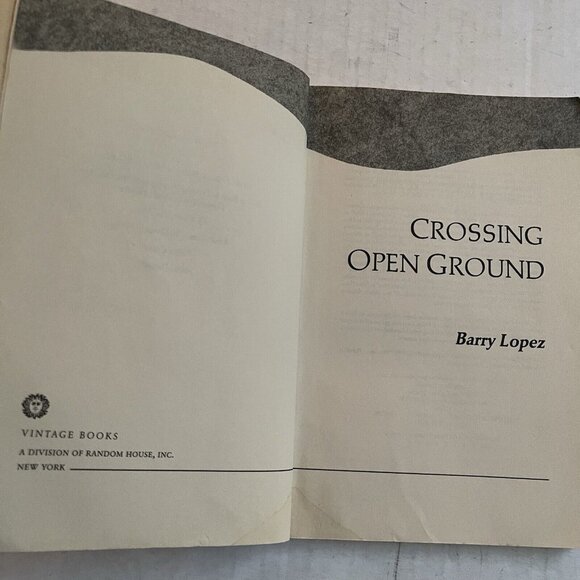 VINTAGE BOOKS
A DIVISION OF RANDOM HOUSE, INC.
NEW YORK
CROSSING
OPEN GROUND
Barry Lopez